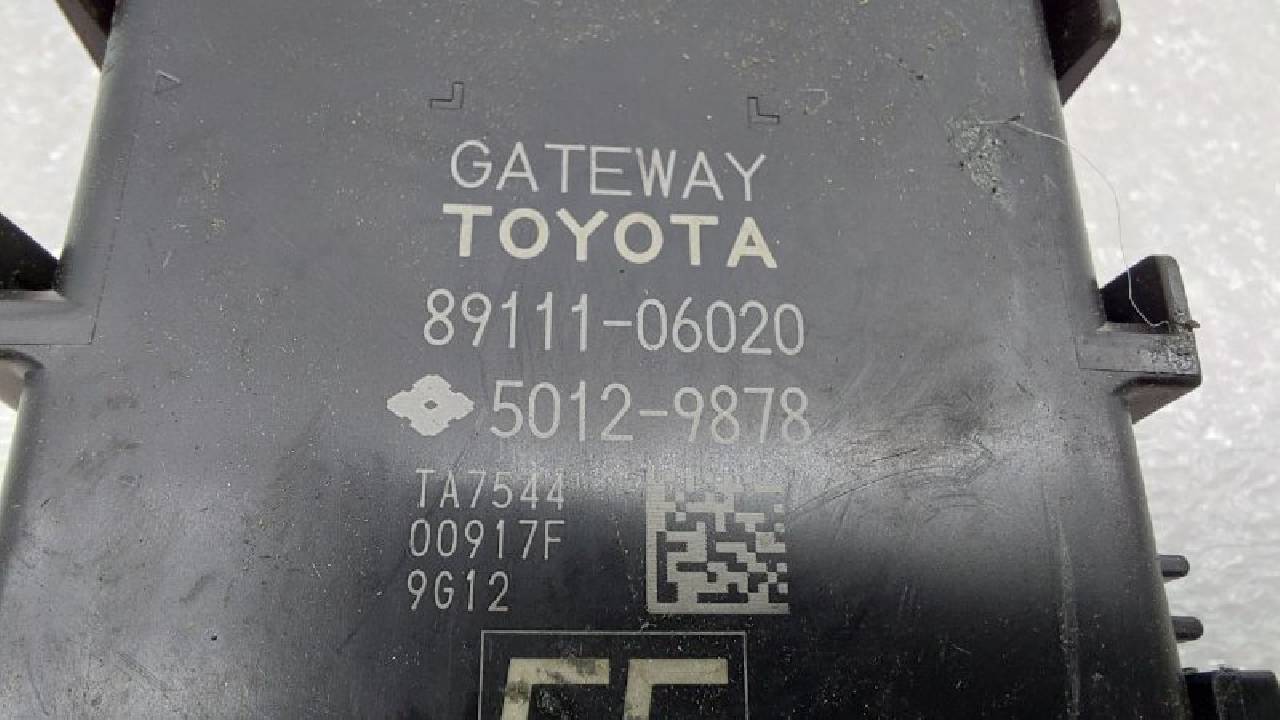 GATEWAY
TOYOTA
89111-06020
5012-9878
TA7544
00917F
9G12